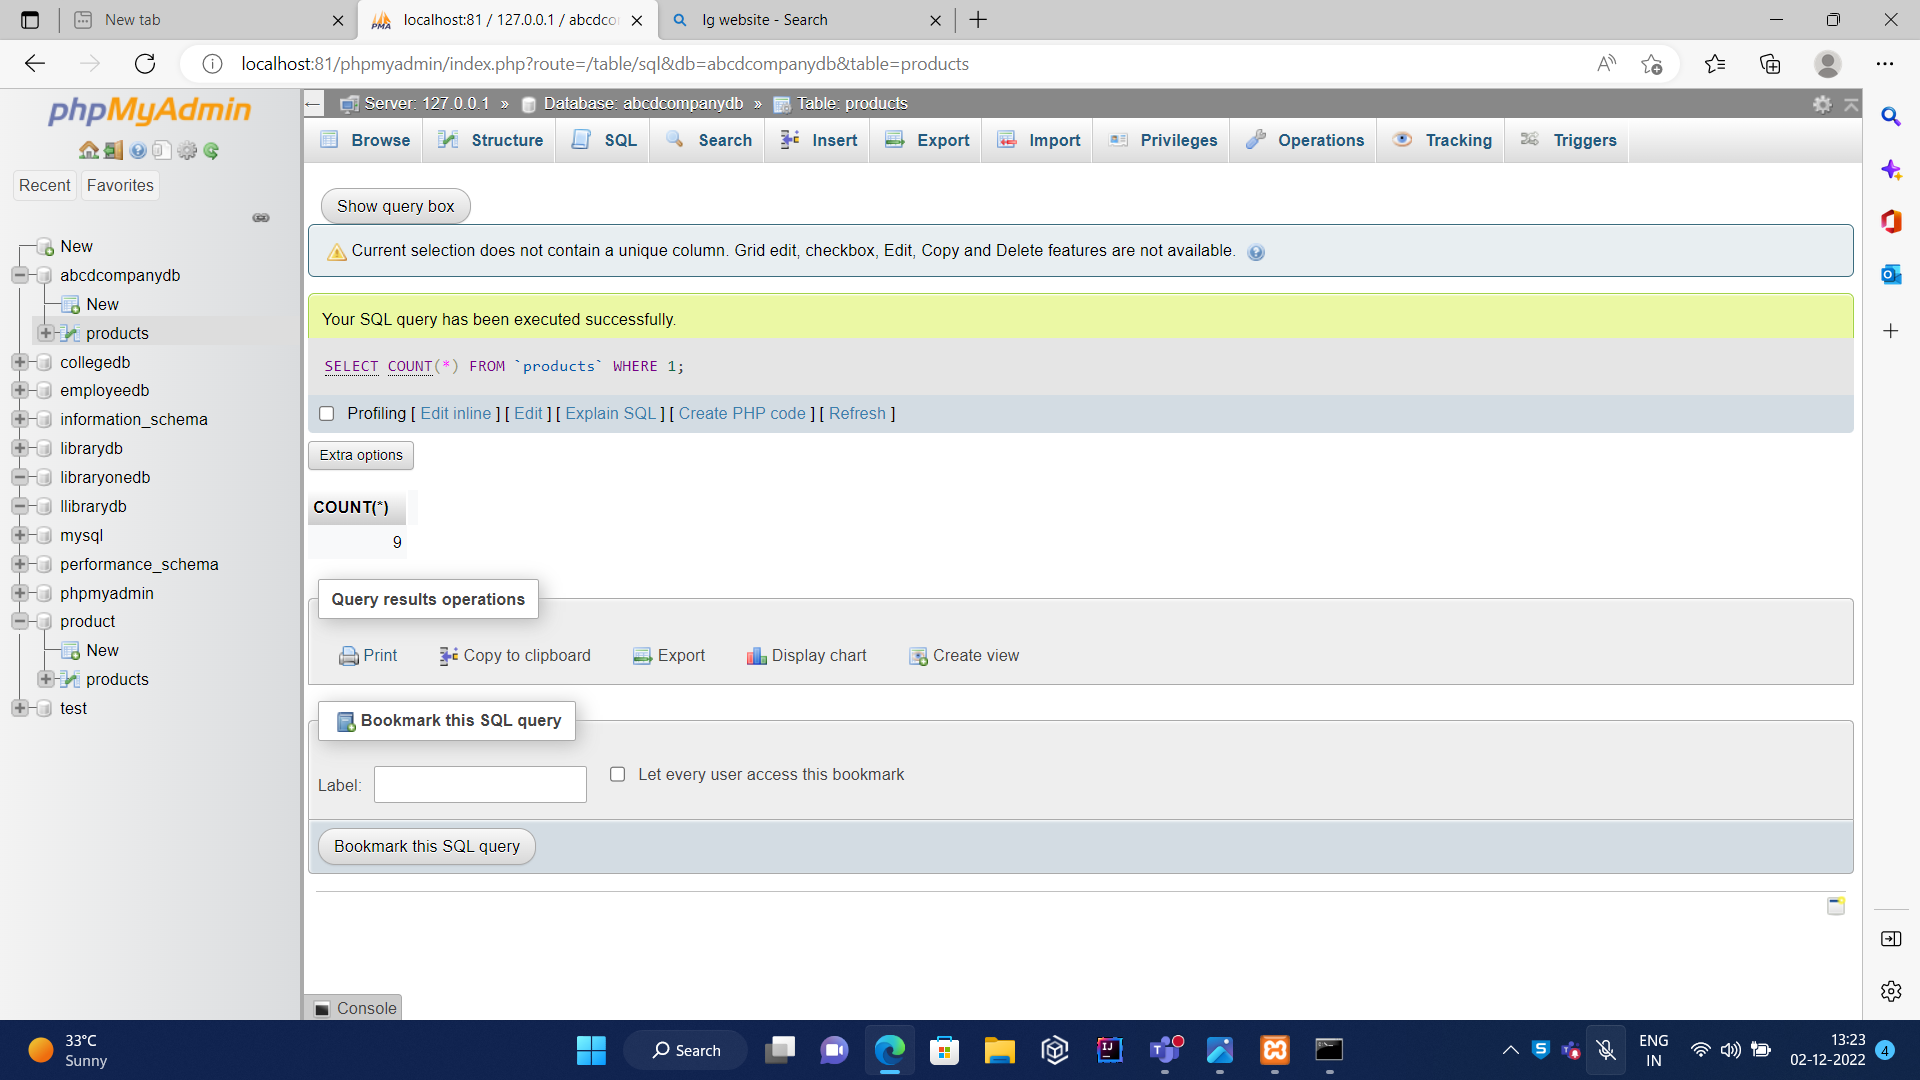 New tab
localhost:81 / 127.0.0.1 / abcdco
lg website - Search
localhost:81/phpmyadmin/index.php?route=/table/sql&db=abcdcompanydb&table=products
phpMyAdmin
Recent
Favorites
New
abcdcompanydb
New
products
collegedb
employeedb
information_schema
librarydb
libraryonedb
llibrarydb
mysql
performance_schema
phpmyadmin
product
New
products
test
Server: 127.0.0.1 » Database: abcdcompanydb » Table: products
Browse Structure SQL Search Insert Export Import Privileges Operations Tracking Triggers
Show query box
Current selection does not contain a unique column. Grid edit, checkbox, Edit, Copy and Delete features are not available.
Your SQL query has been executed successfully.
SELECT COUNT(*) FROM `products` WHERE 1;
Profiling [ Edit inline ] [ Edit ] [ Explain SQL ] [ Create PHP code ] [ Refresh ]
Extra options
COUNT(*)
9
Query results operations
Print Copy to clipboard Export Display chart Create view
Bookmark this SQL query
Label:
Let every user access this bookmark
Bookmark this SQL query
Console
33°C
Sunny
Search
ENG
IN
13:23
02-12-2022
4